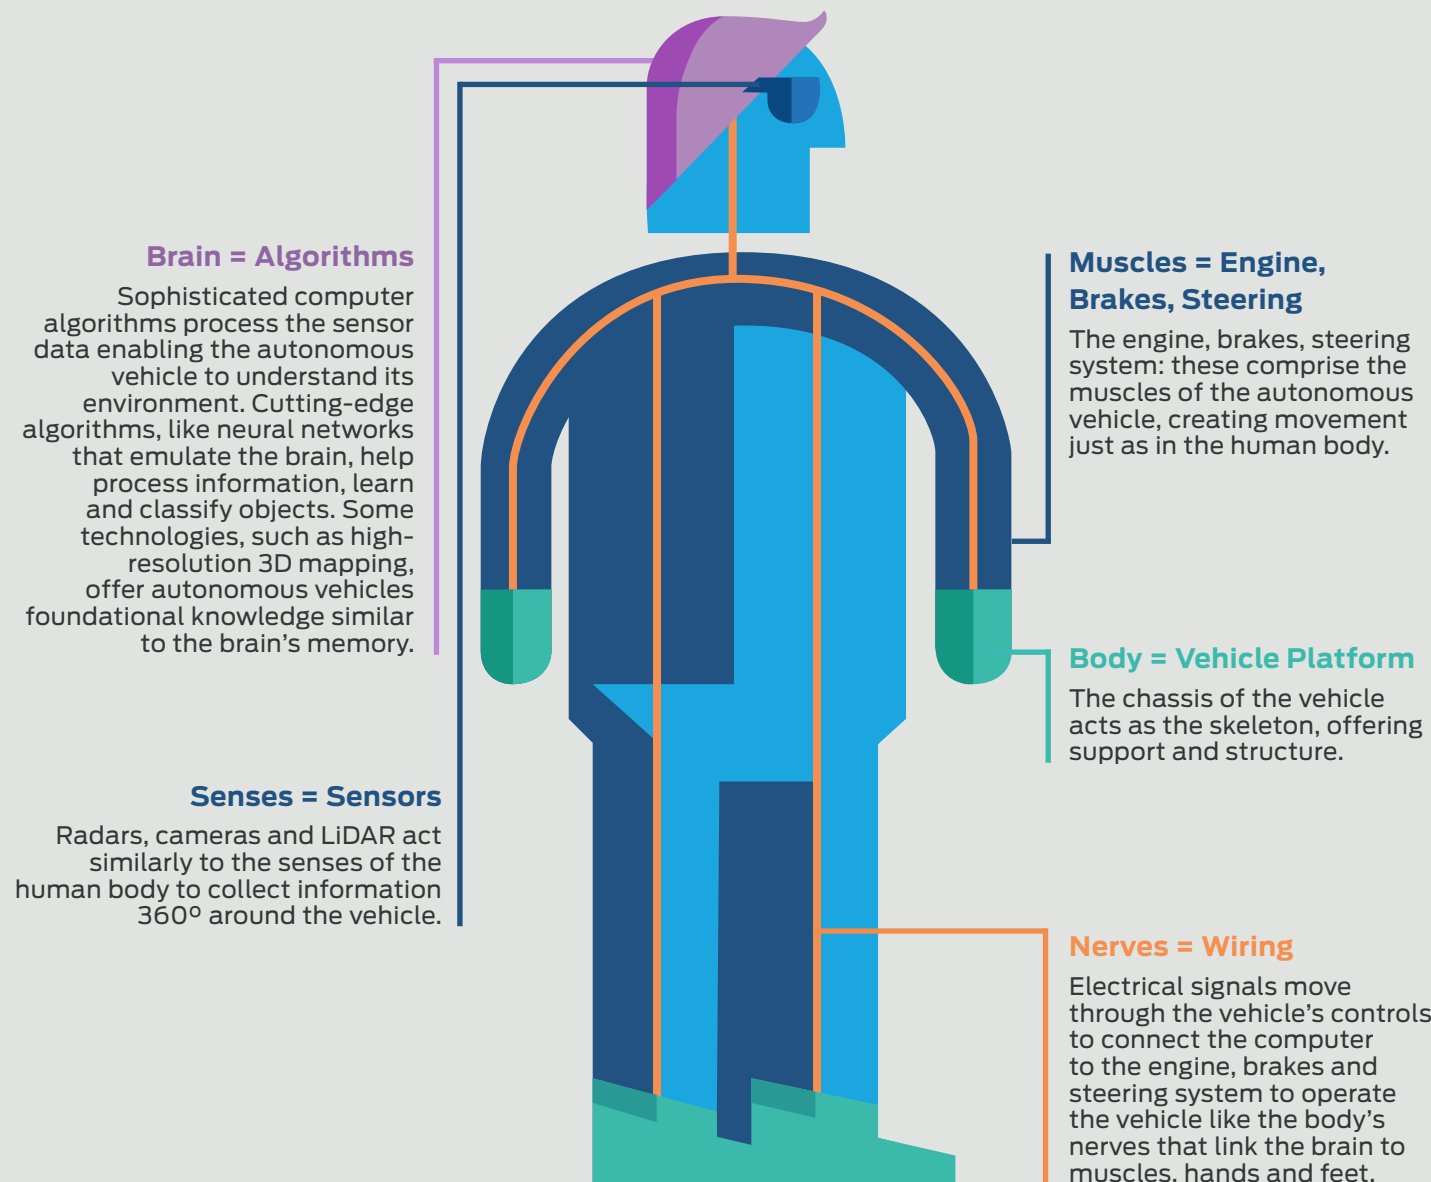 Brain = Algorithms
Sophisticated computer
algorithms process the sensor
data enabling the autonomous
vehicle to understand its
environment. Cutting-edge
algorithms, like neural networks
that emulate the brain, help
process information, learn
and classify objects. Some
technologies, such as high-
resolution 3D mapping,
offer autonomous vehicles
foundational knowledge similar
to the brain’s memory.
Senses = Sensors
Radars, cameras and LiDAR act
similarly to the senses of the
human body to collect information
360º around the vehicle.
Muscles = Engine,
Brakes, Steering
The engine, brakes, steering
system: these comprise the
muscles of the autonomous
vehicle, creating movement
just as in the human body.
Body = Vehicle Platform
The chassis of the vehicle
acts as the skeleton, offering
support and structure.
Nerves = Wiring
Electrical signals move
through the vehicle’s controls
to connect the computer
to the engine, brakes and
steering system to operate
the vehicle like the body’s
nerves that link the brain to
muscles, hands and feet.